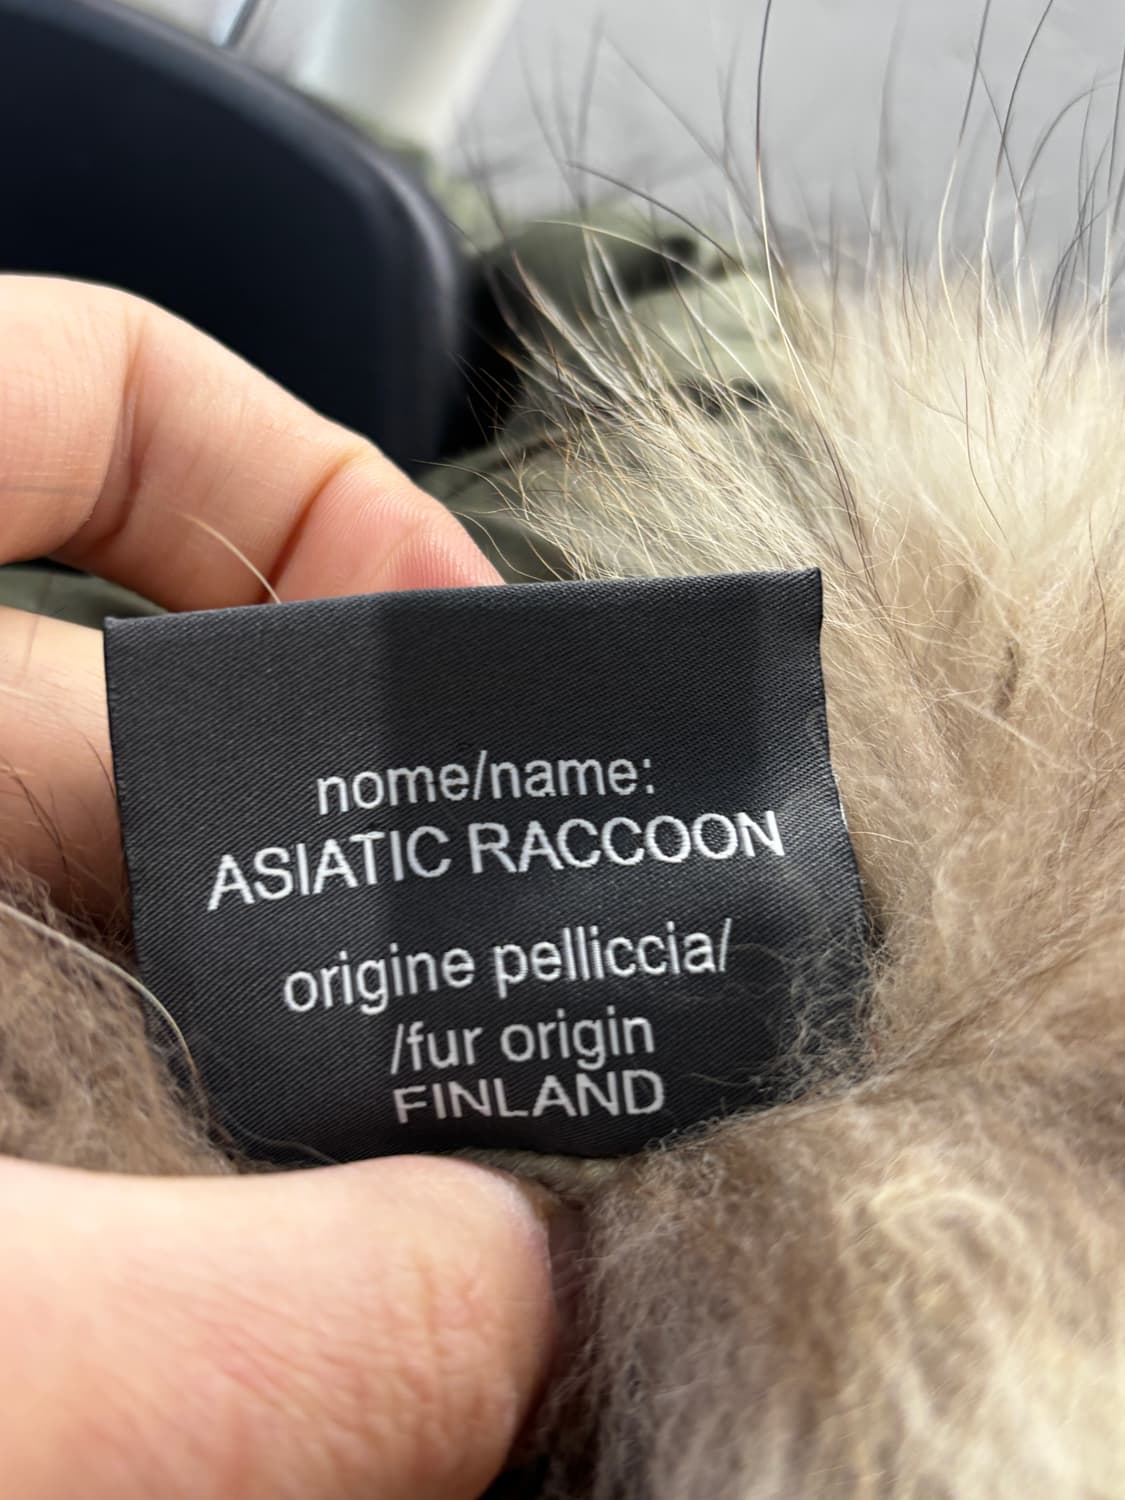 nome/name:
ASIATIC RACCOON
origine pelliccia/
/fur origin
FINLAND